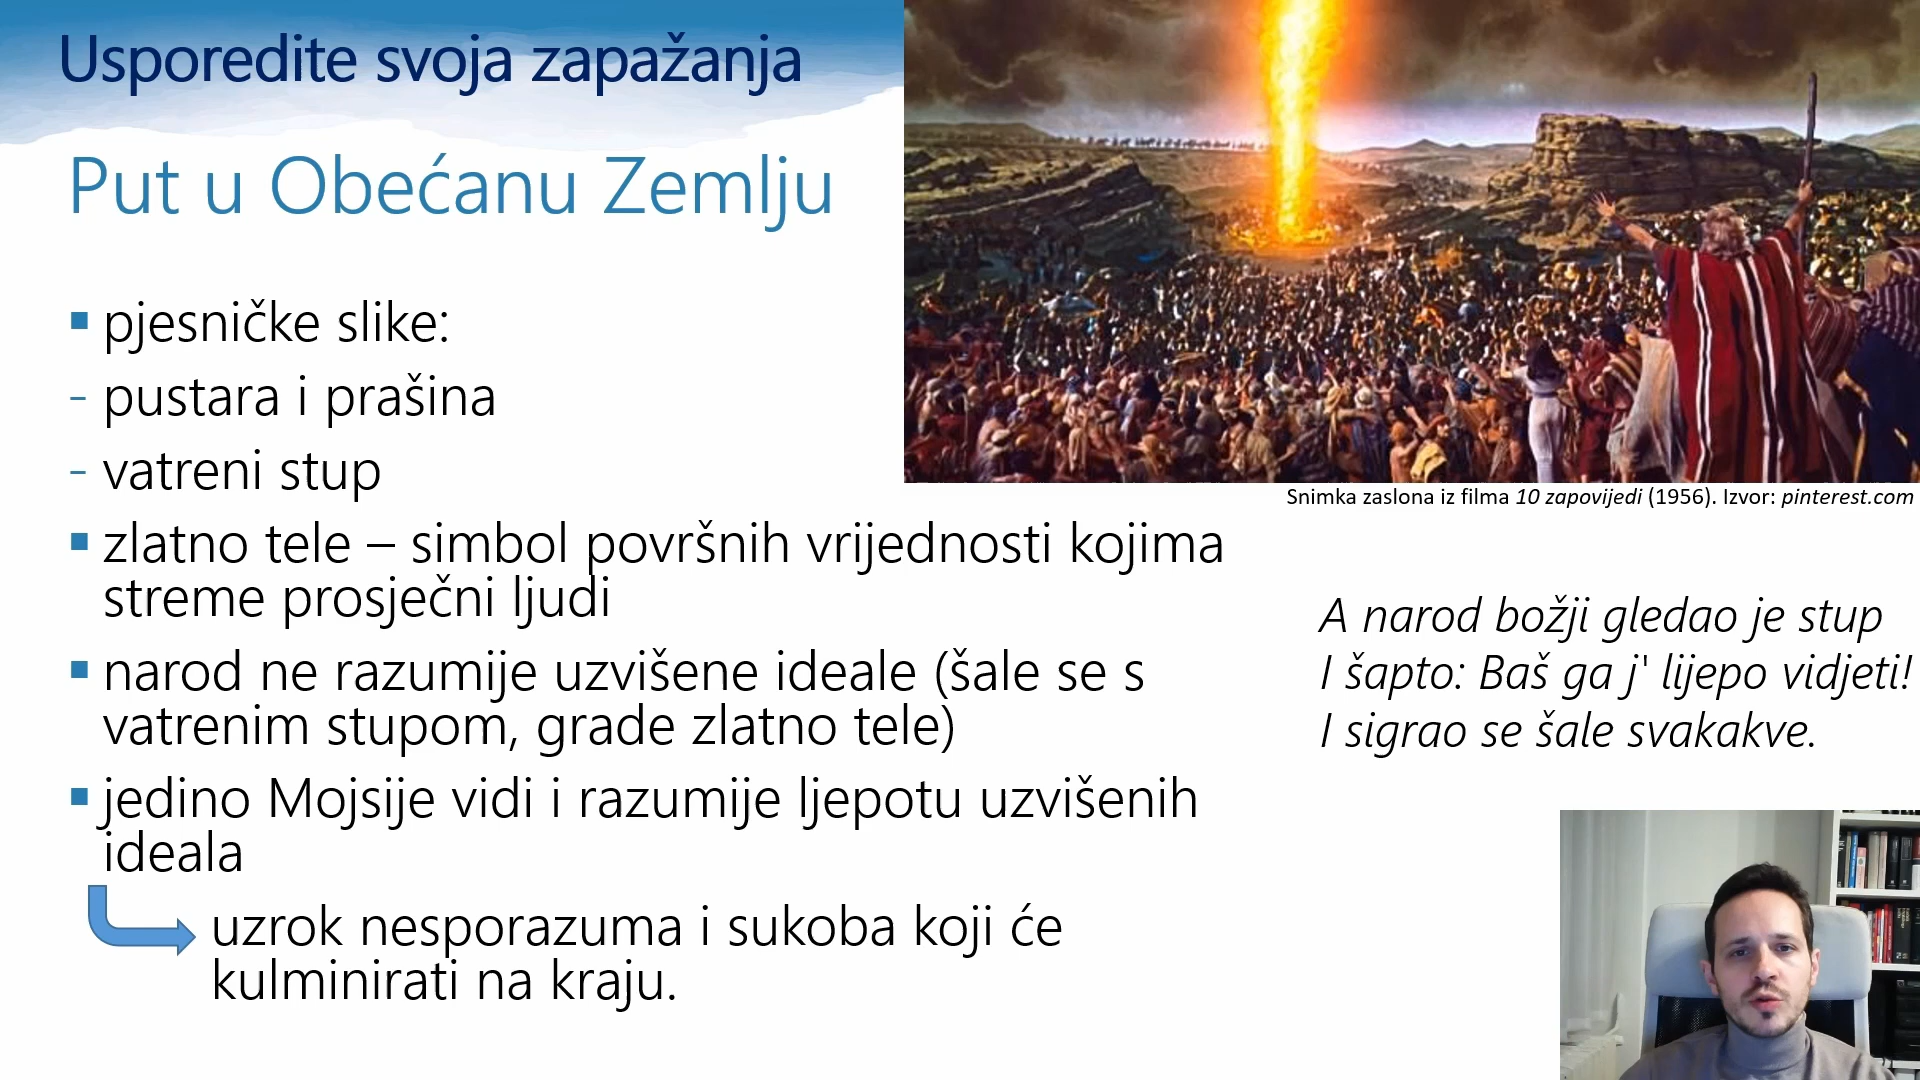 Usporedite svoja zapažanja
Put u Obećanu Zemlju
▪ pjesničke slike:
- pustara i prašina
- vatreni stup
▪ zlatno tele – simbol površnih vrijednosti kojima
streme prosječni ljudi
▪ narod ne razumije uzvišene ideale (šale se s
vatrenim stupom, grade zlatno tele)
▪ jedino Mojsije vidi i razumije ljepotu uzvišenih
ideala
uzrok nesporazuma i sukoba koji će
kulminirati na kraju.
Snimka zaslona iz filma 10 zapovijedi (1956). Izvor: pinterest.com
A narod božji gledao je stup
I šapto: Baš ga j' lijepo vidjeti!
I sigrao se šale svakakve.